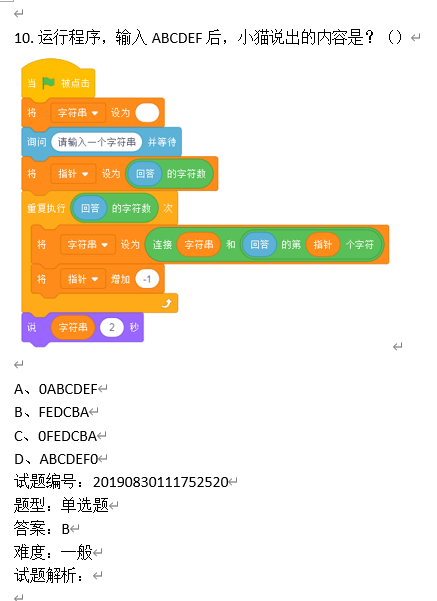 10. 运行程序，输入 ABCDEF 后，小猫说出的内容是？（）
当 被点击
将 字符串 设为
询问 请输入一个字符串 并等待
将 指针 设为 回答 的字符数
重复执行 回答 的字符数 次
将 字符串 设为 连接 字符串 和 回答 的第 指针 个字符
将 指针 增加 -1
说 字符串 2 秒
A、0ABCDEF
B、FEDCBA
C、0FEDCBA
D、ABCDEF0
试题编号：20190830111752520
题型：单选题
答案：B
难度：一般
试题解析：